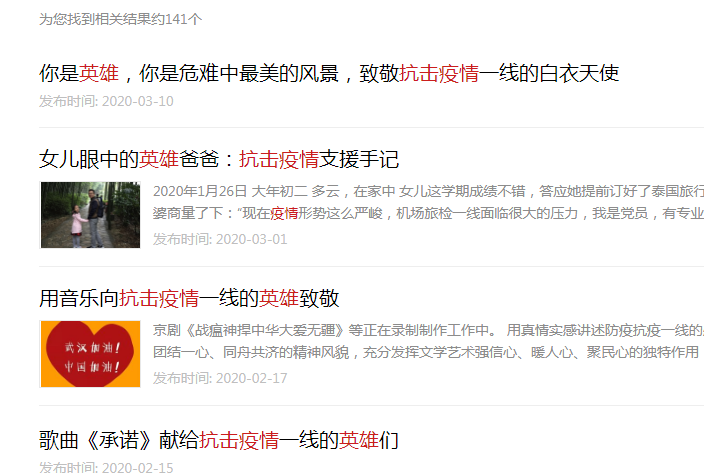 为您找到相关结果约141个
你是英雄，你是危难中最美的风景，致敬抗击疫情一线的白衣天使
发布时间: 2020-03-10
女儿眼中的英雄爸爸：抗击疫情支援手记
2020年1月26日 大年初二 多云，在家中 女儿这学期成绩不错，答应她提前订好了泰国旅行
婆商量了下："现在疫情形势这么严峻，机场旅检一线面临很大的压力，我是党员，有专业
发布时间: 2020-03-01
用音乐向抗击疫情一线的英雄致敬
京剧《战瘟神捍中华大爱无疆》等正在录制制作工作中。 用真情实感讲述防疫抗疫一线的
团结一心、同舟共济的精神风貌，充分发挥文学艺术强信心、暖人心、聚民心的独特作用
武汉加油！
中国加油！
发布时间: 2020-02-17
歌曲《承诺》献给抗击疫情一线的英雄们
发布时间: 2020-02-15